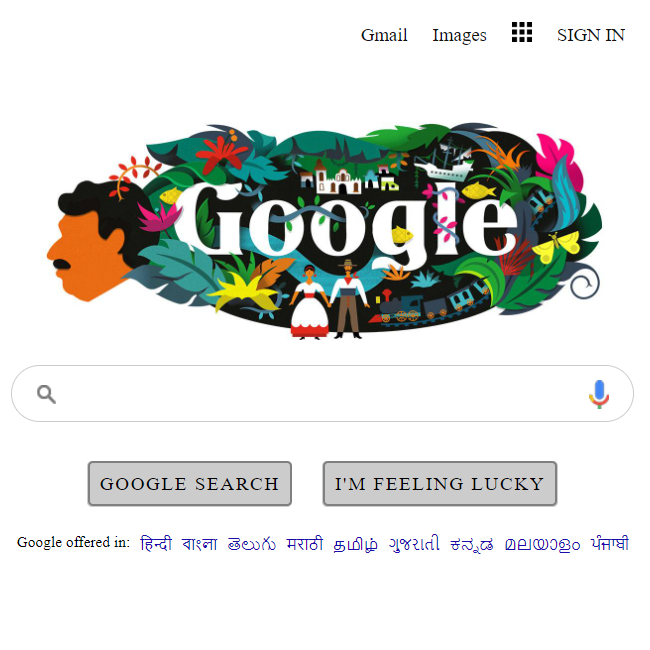 Gmail Images SIGN IN
Google
GOOGLE SEARCH I'M FEELING LUCKY
Google offered in: हिन्दी বাংলা తెలుగు मराठी தமிழ் ગુજરાતી ಕನ್ನಡ മലയാളം ਪੰਜਾਬੀ